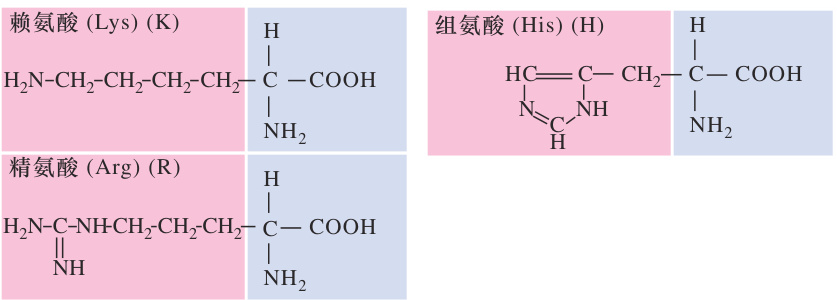 赖氨酸 (Lys) (K)
H
H₂N–CH₂–CH₂–CH₂–CH₂–C–COOH
NH₂
精氨酸 (Arg) (R)
H
H₂N–C–NH–CH₂–CH₂–CH₂–C–COOH
NH
NH₂
组氨酸 (His) (H)
H
HC=C–CH₂–C–COOH
N NH
C
H
NH₂